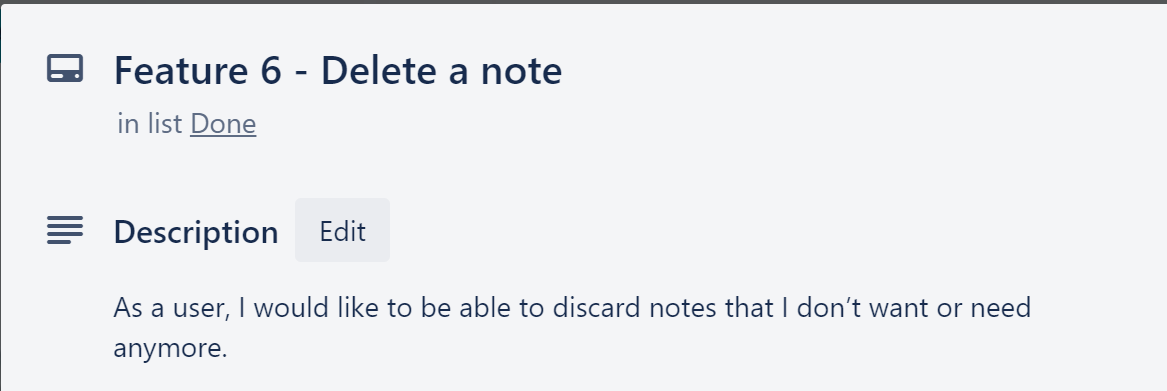 Feature 6 - Delete a note
in list Done
Description Edit
As a user, I would like to be able to discard notes that I don’t want or need
anymore.